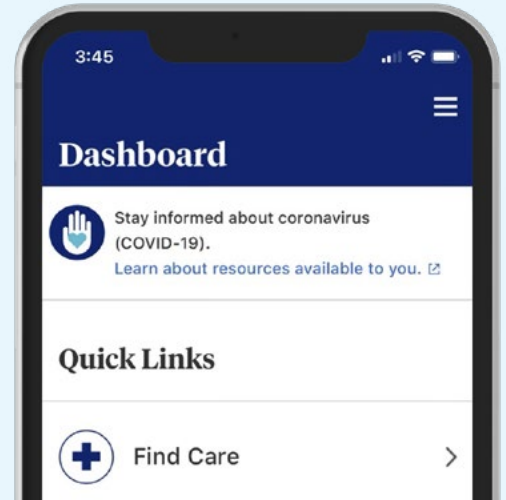 3:45
Dashboard
Stay informed about coronavirus
(COVID-19).
Learn about resources available to you.
Quick Links
Find Care